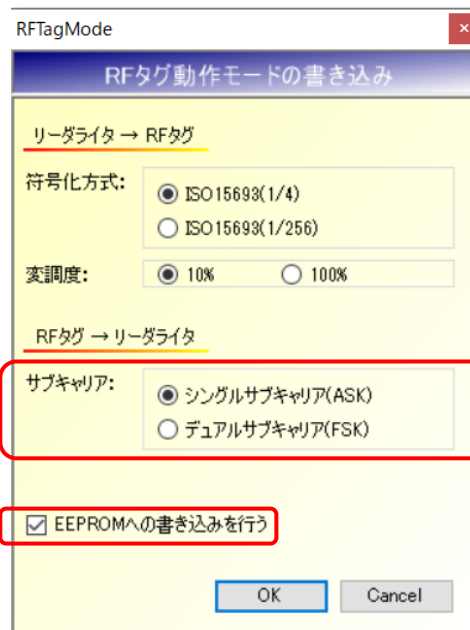 RFTagMode
×
RFタグ動作モードの書き込み
リーダライタ → RFタグ
符号化方式:
ISO15693(1/4)
ISO15693(1/256)
変調度:
10%
100%
RFタグ → リーダライタ
サブキャリア:
シングルサブキャリア(ASK)
デュアルサブキャリア(FSK)
EEPROMへの書き込みを行う
OK
Cancel